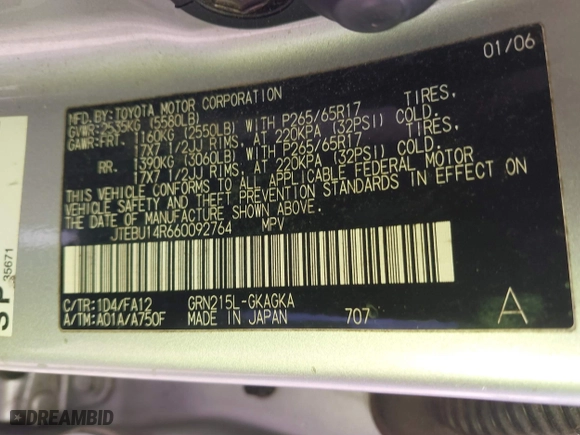 01/06
MFD.BY:TOYOTA MOTOR CORPORATION
GVWR:2535KG (5580LB)
GAWR:FRT. 1160KG (2550LB) WITH P265/65R17 TIRES,
17X7 1/2JJ RIMS, AT 220KPA (32PSI) COLD.
RR. 1390KG (3060LB) WITH P265/65R17 TIRES,
17X7 1/2JJ RIMS, AT 220KPA (32PSI) COLD.
THIS VEHICLE CONFORMS TO ALL APPLICABLE FEDERAL MOTOR
VEHICLE SAFETY AND THEFT PREVENTION STANDARDS IN EFFECT ON
THE DATE OF MANUFACTURE SHOWN ABOVE.
JTEBU14R660092764 MPV
C/TR:1D4/FA12 GRN215L-GKAGKA
A/TM:A01A/A750F MADE IN JAPAN 707 A
35671
DREAMBID